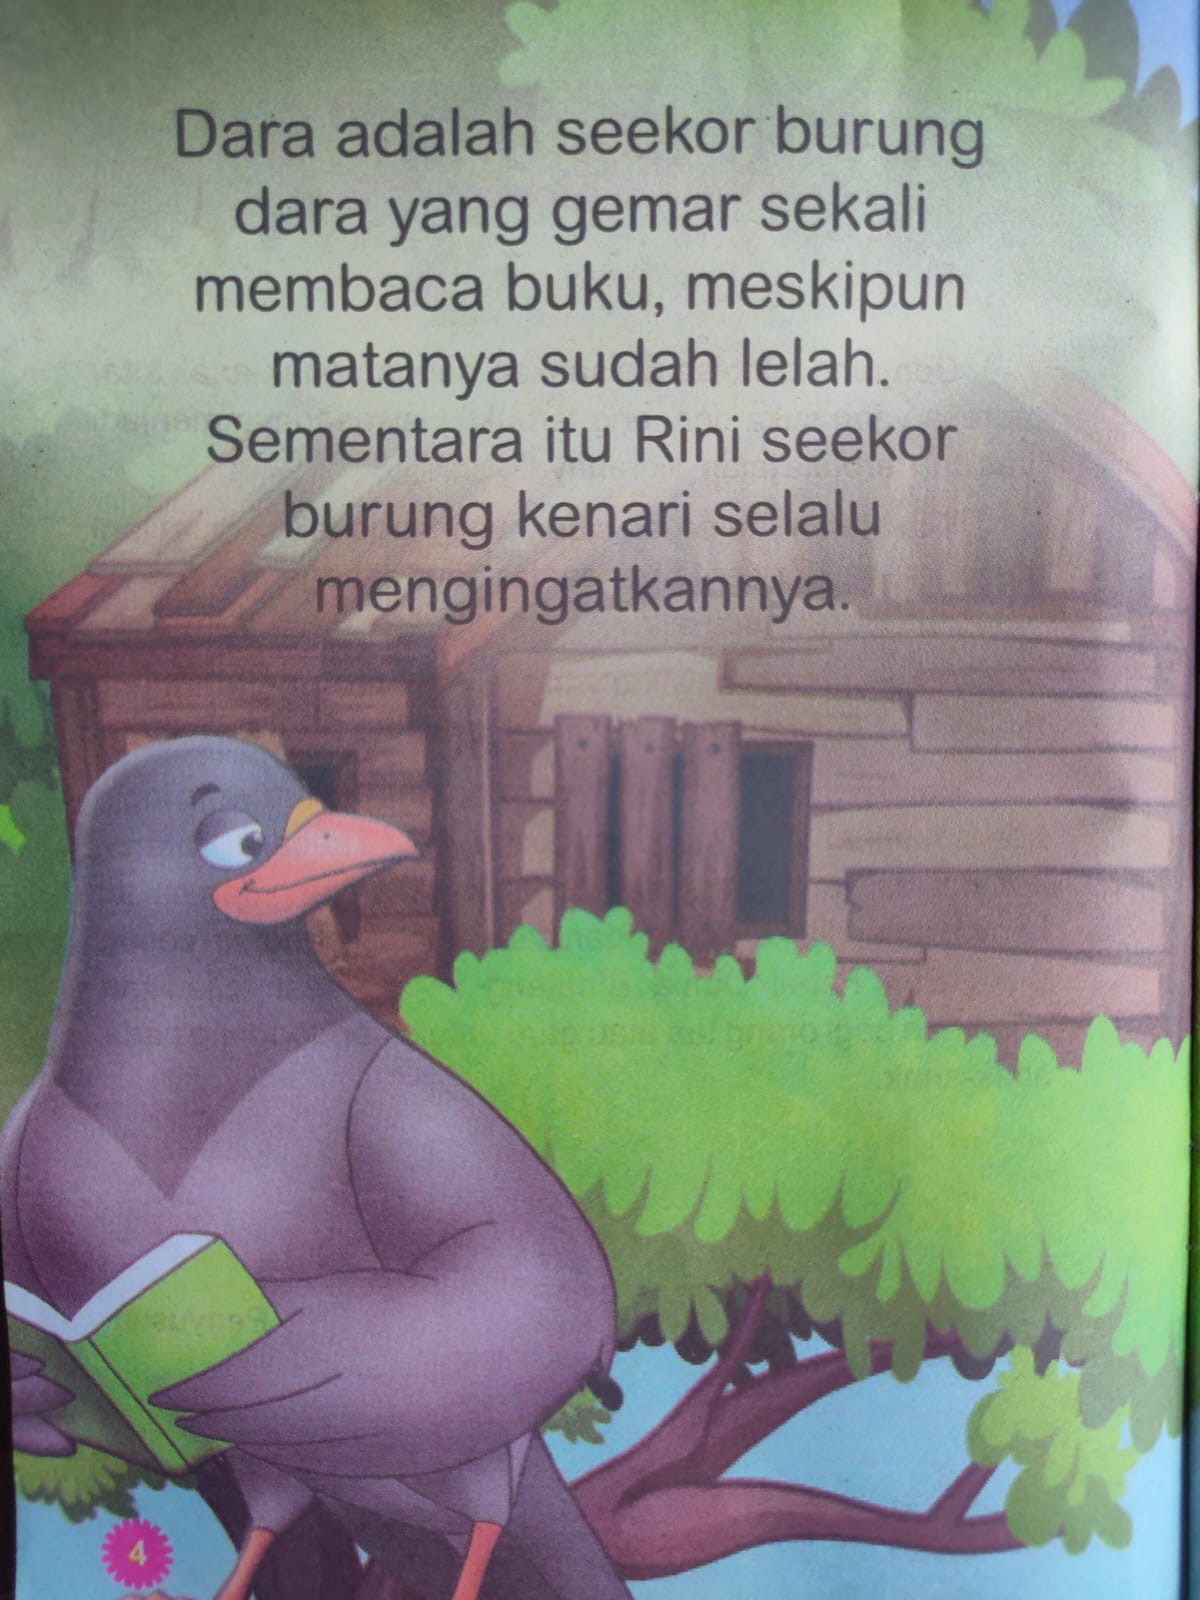 Dara adalah seekor burung
dara yang gemar sekali
membaca buku, meskipun
matanya sudah lelah.
Sementara itu Rini seekor
burung kenari selalu
mengingatkannya.
4